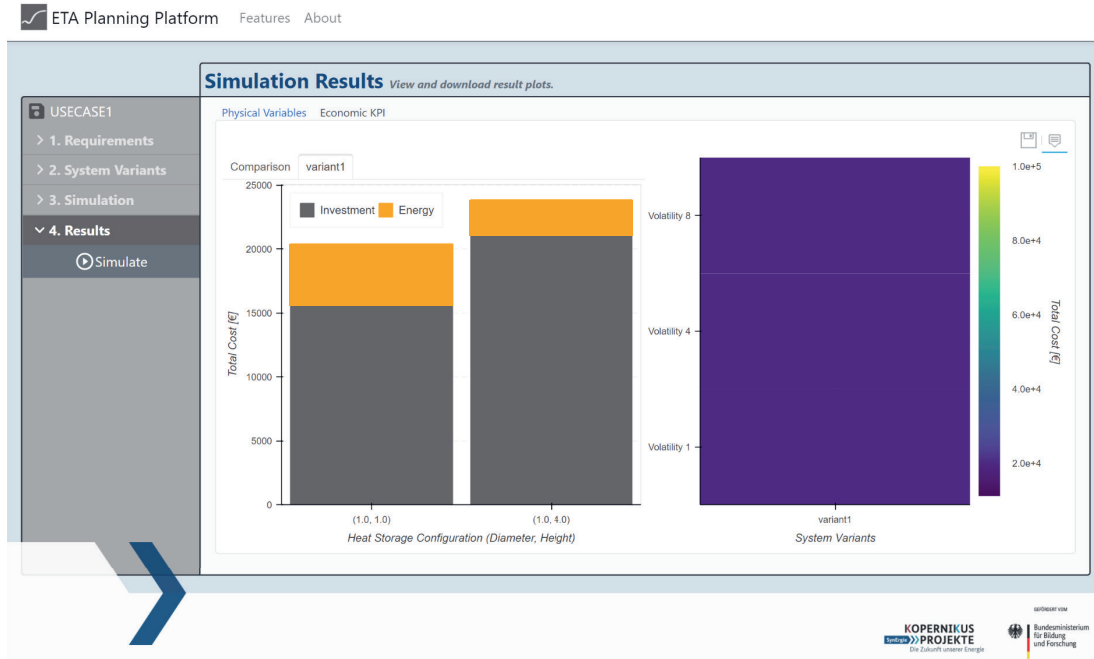 ETA Planning Platform Features About
Simulation Results View and download result plots.
USECASE1
> 1. Requirements
> 2. System Variants
> 3. Simulation
4. Results
Simulate
Physical Variables Economic KPI
Comparison variant1
Investment Energy
25000
20000
15000
10000
5000
0
Total Cost [€]
(1.0, 1.0) (1.0, 4.0)
Heat Storage Configuration (Diameter, Height)
Volatility 8
Volatility 4
Volatility 1
variant1
System Variants
1.0e+5
8.0e+4
6.0e+4
4.0e+4
2.0e+4
Total Cost [€]
KOPERNIKUS
SynErgie PROJEKTE
Die Zukunft unserer Energie
GEFÖRDERT VOM
Bundesministerium
für Bildung
und Forschung